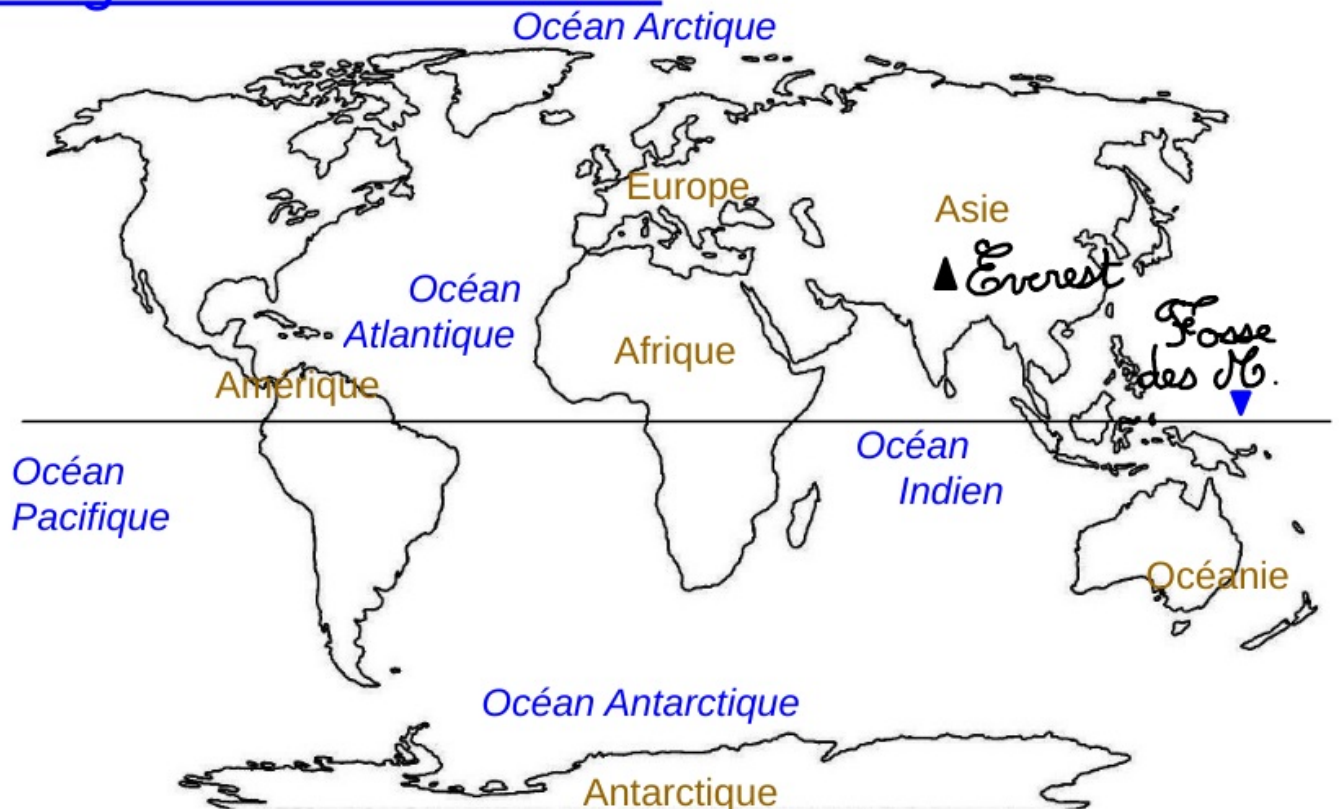 Océan Arctique
Europe
Asie
Everest
Océan
Atlantique
Fosse
des M.
Afrique
Amérique
Océan
Indien
Océan
Pacifique
Océanie
Océan Antarctique
Antarctique